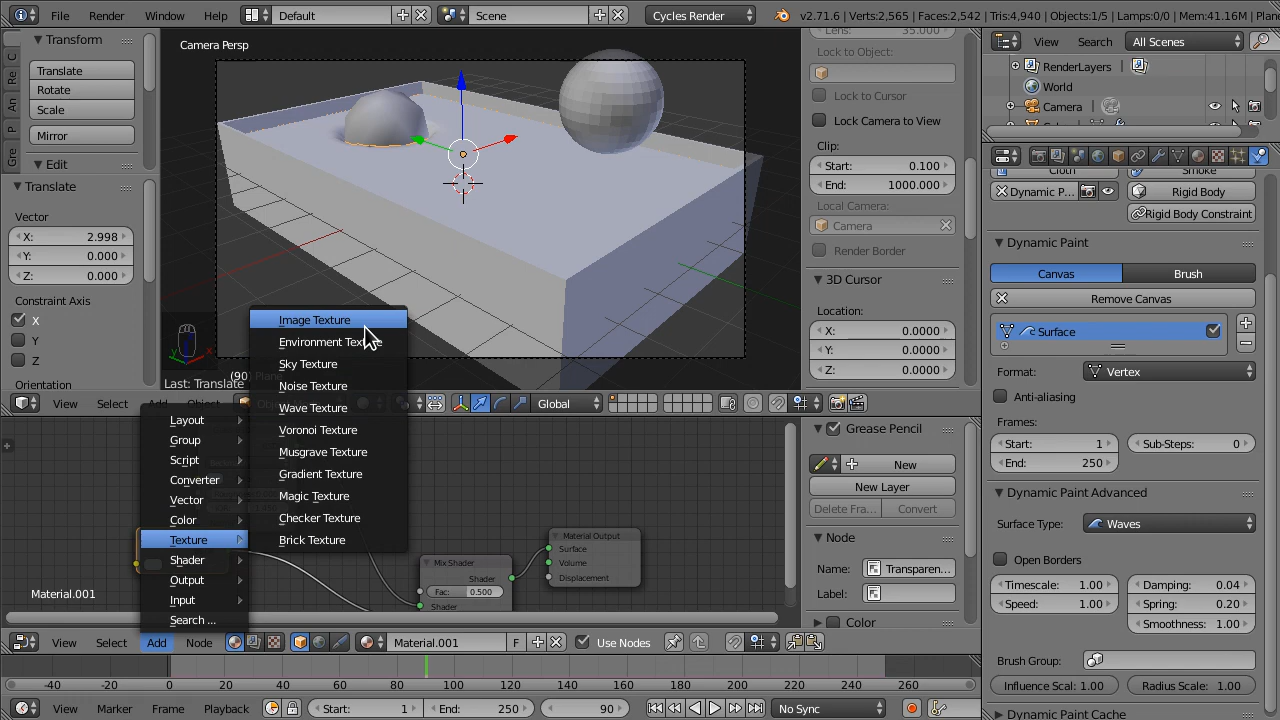 File Render Window Help Default Scene Cycles Render v2.71.6 | Verts:2,565 | Faces:2,542 | Tris:4,940 | Objects:1/5 | Lamps:0/0 | Mem:41.16M | Plane
Transform
Translate
Rotate
Scale
Mirror
Edit
Re
An
Gre
Translate
Vector
X: 2.998
Y: 0.000
Z: 0.000
Constraint Axis
X
Y
Z
Orientation
Camera Persp
Last: Translate
View Select Add Object Global
Lens: 35.000
Lock to Object:
Lock to Cursor
Lock Camera to View
Clip:
Start: 0.100
End: 1000.000
Local Camera:
Camera
Render Border
3D Cursor
Location:
X: 0.0000
Y: 0.0000
Z: 0.0000
View Search All Scenes
RenderLayers
World
Camera
Cloth Smoke
Dynamic P... Rigid Body
Rigid Body Constraint
Dynamic Paint
Canvas Brush
Remove Canvas
Surface
Format: Vertex
Anti-aliasing
Frames:
Start: 1 Sub-Steps: 0
End: 250
Dynamic Paint Advanced
Surface Type: Waves
Open Borders
Timescale: 1.00 Damping: 0.04
Speed: 1.00 Spring: 0.20
Smoothness: 1.00
Brush Group:
Influence Scal: 1.00 Radius Scale: 1.00
Dynamic Paint Cache
Image Texture
Environment Texture
Sky Texture
Noise Texture
Wave Texture
Voronoi Texture
Musgrave Texture
Gradient Texture
Magic Texture
Checker Texture
Brick Texture
Layout
Group
Script
Converter
Vector
Color
Texture
Shader
Output
Input
Search ...
Mix Shader
Shader
Fac: 0.500
Shader
Material Output
Surface
Volume
Displacement
Material.001
Grease Pencil
New
New Layer
Delete Fra... Convert
Node
Name: Transparen...
Label:
Color
View Select Add Node Material.001 F Use Nodes
-40 -20 0 20 40 60 80 100 120 140 160 180 200 220 240 260
View Marker Frame Playback Start: 1 End: 250 90 No Sync